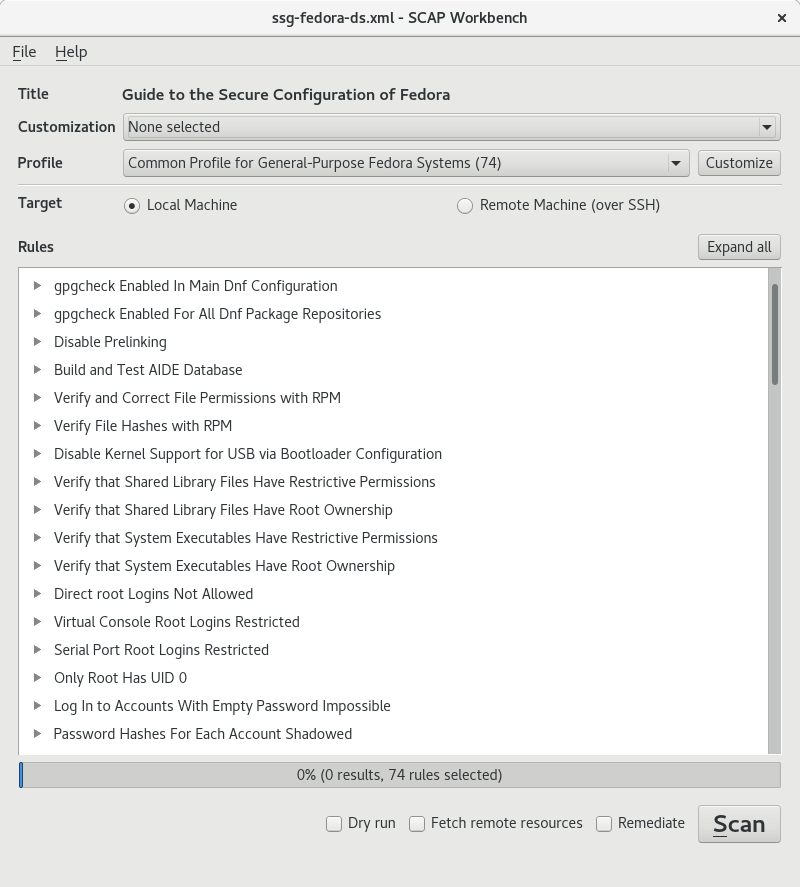 ssg-fedora-ds.xml - SCAP Workbench ×
File Help
Title Guide to the Secure Configuration of Fedora
Customization None selected
Profile Common Profile for General-Purpose Fedora Systems (74) Customize
Target Local Machine Remote Machine (over SSH)
Rules Expand all
gpgcheck Enabled In Main Dnf Configuration
gpgcheck Enabled For All Dnf Package Repositories
Disable Prelinking
Build and Test AIDE Database
Verify and Correct File Permissions with RPM
Verify File Hashes with RPM
Disable Kernel Support for USB via Bootloader Configuration
Verify that Shared Library Files Have Restrictive Permissions
Verify that Shared Library Files Have Root Ownership
Verify that System Executables Have Restrictive Permissions
Verify that System Executables Have Root Ownership
Direct root Logins Not Allowed
Virtual Console Root Logins Restricted
Serial Port Root Logins Restricted
Only Root Has UID 0
Log In to Accounts With Empty Password Impossible
Password Hashes For Each Account Shadowed
0% (0 results, 74 rules selected)
Dry run Fetch remote resources Remediate Scan